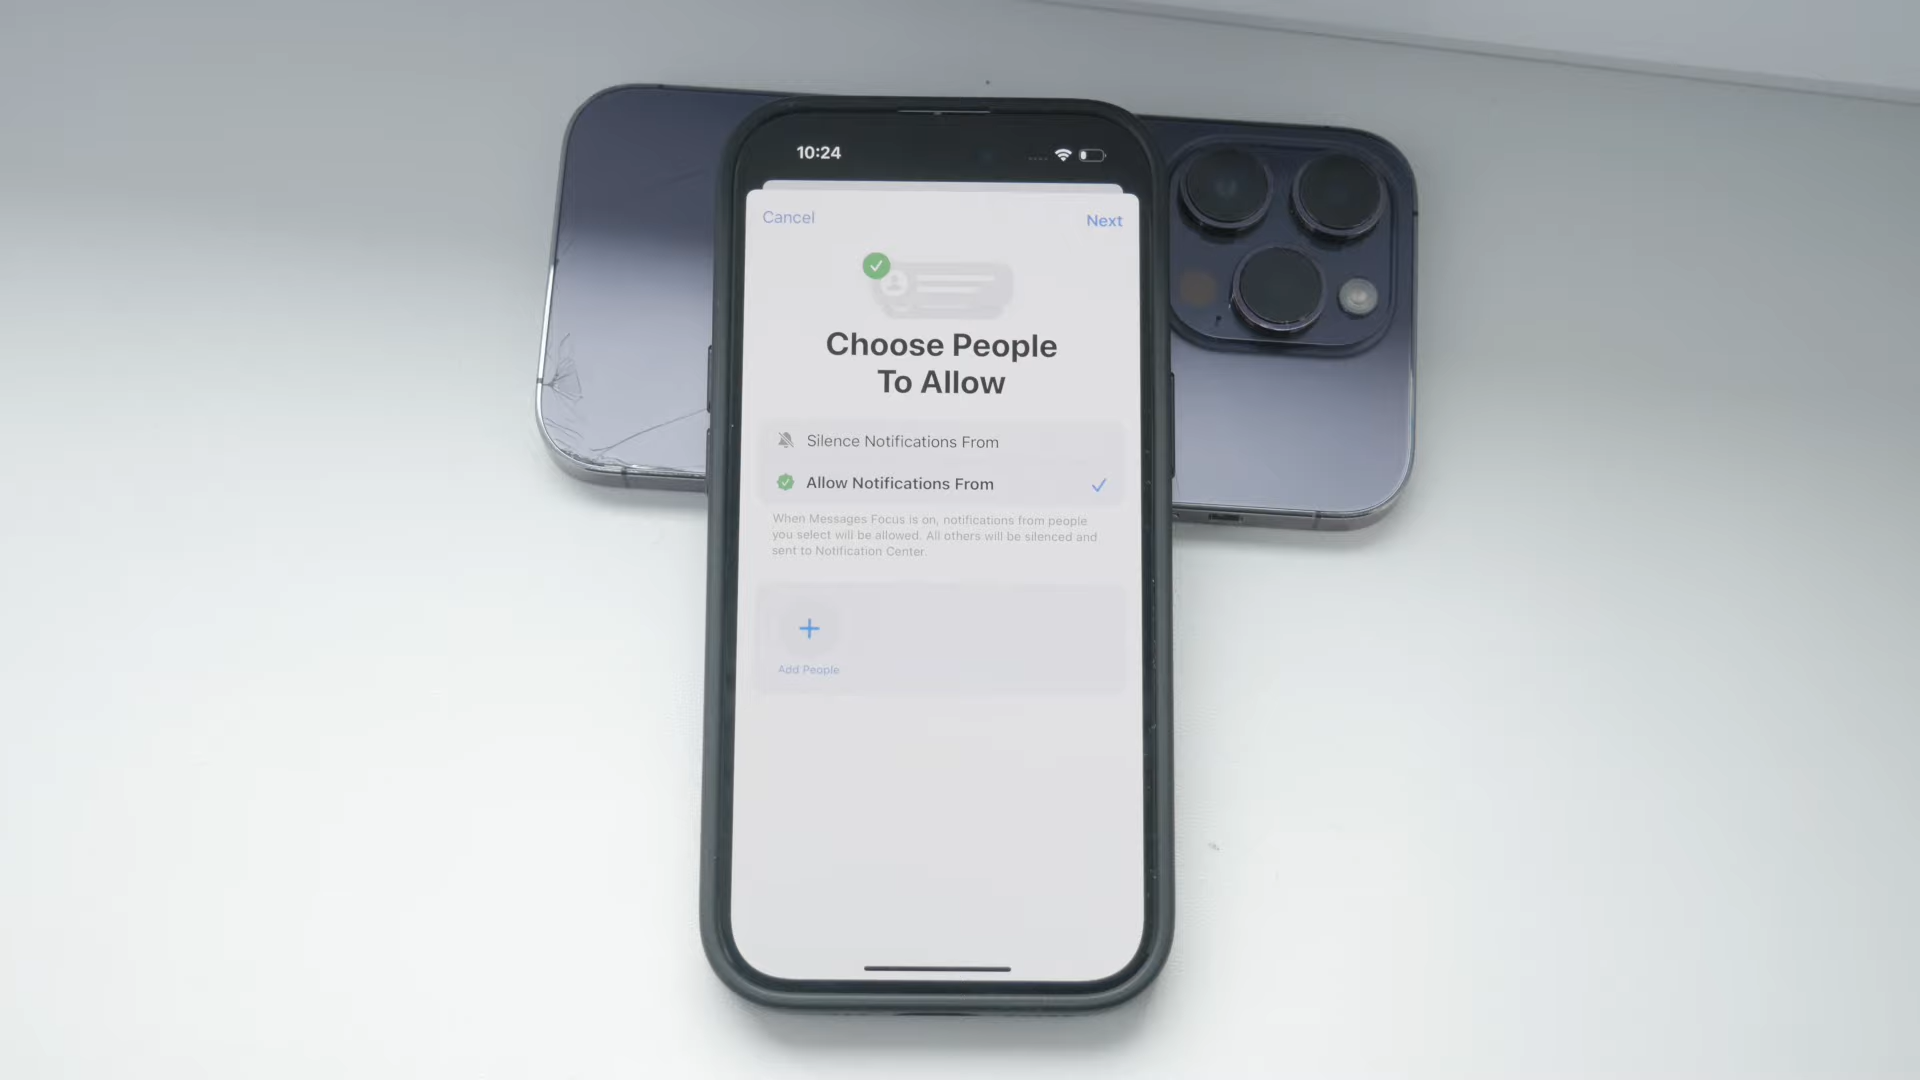 10:24
Cancel
Next
Choose People
To Allow
Silence Notifications From
Allow Notifications From
When Messages Focus is on, notifications from people
you select will be allowed. All others will be silenced and
sent to Notification Center.
Add People